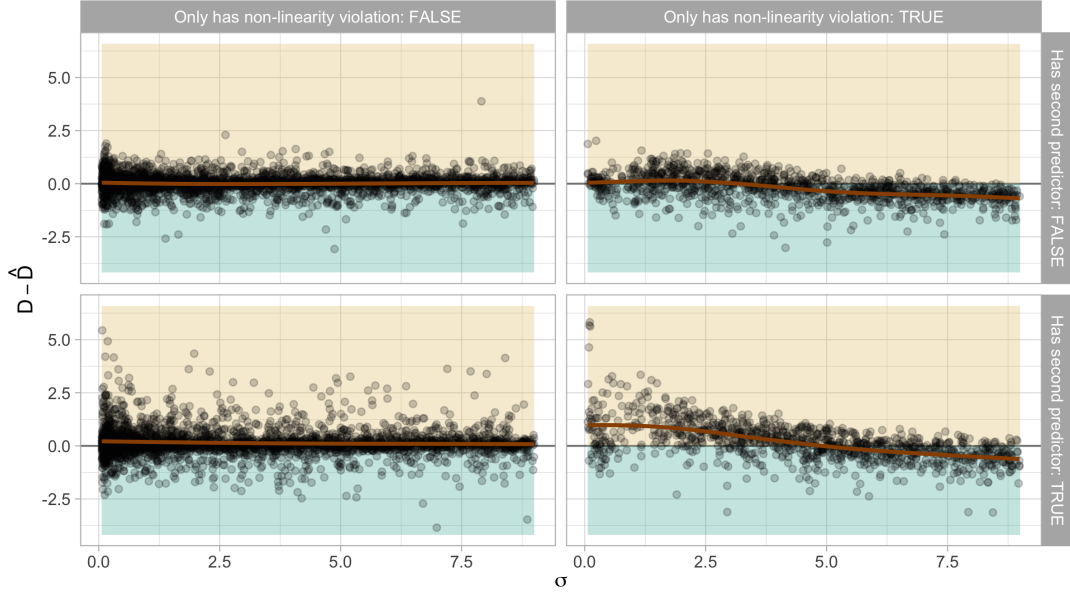 Only has non-linearity violation: FALSE
Only has non-linearity violation: TRUE
5.0
2.5
0.0
-2.5
Has second predictor: FALSE
D − D̂
5.0
2.5
0.0
-2.5
Has second predictor: TRUE
0.0 2.5 5.0 7.5
0.0 2.5 5.0 7.5
σ